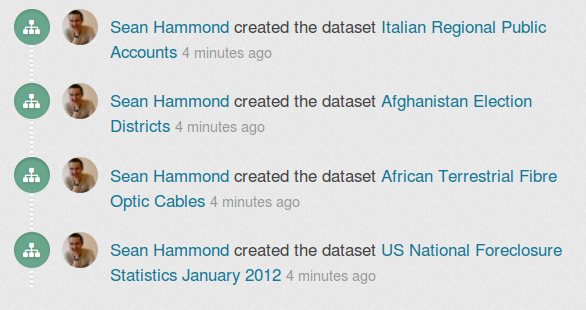 Sean Hammond created the dataset Italian Regional Public
Accounts 4 minutes ago
Sean Hammond created the dataset Afghanistan Election
Districts 4 minutes ago
Sean Hammond created the dataset African Terrestrial Fibre
Optic Cables 4 minutes ago
Sean Hammond created the dataset US National Foreclosure
Statistics January 2012 4 minutes ago